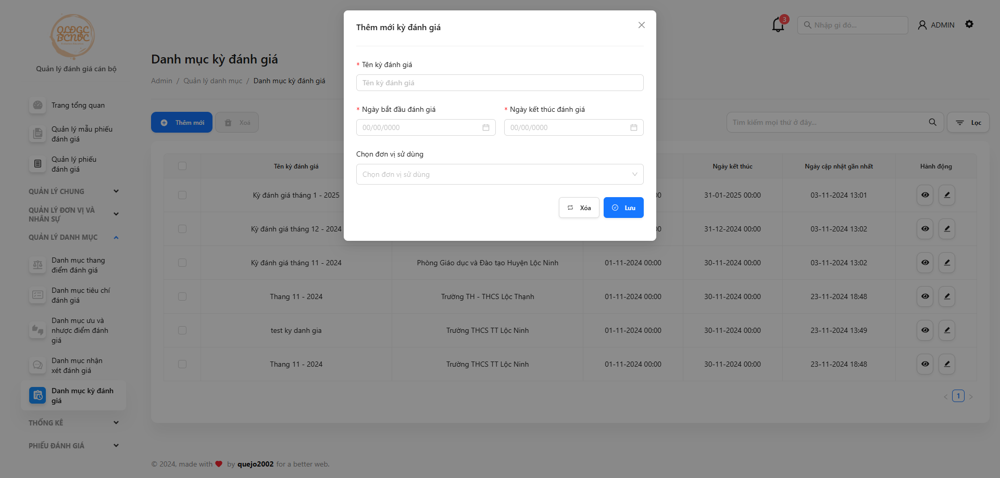 QLĐGC
BCNVC
Quản lý đánh giá cán bộ
Trang tổng quan
Quản lý mẫu phiếu
đánh giá
Quản lý phiếu
đánh giá
QUẢN LÝ CHUNG
QUẢN LÝ ĐƠN VỊ VÀ
NHÂN SỰ
QUẢN LÝ DANH MỤC
Danh mục thang
điểm đánh giá
Danh mục tiêu chí
đánh giá
Danh mục ưu và
nhược điểm đánh
giá
Danh mục nhận
xét đánh giá
Danh mục kỳ đánh
giá
THỐNG KÊ
PHIẾU ĐÁNH GIÁ
Danh mục kỳ đánh giá
Admin / Quản lý danh mục / Danh mục kỳ đánh giá
3
Nhập gì đó...
ADMIN
Thêm mới
Xoá
Tìm kiếm mọi thứ ở đây...
Lọc
Thêm mới kỳ đánh giá
* Tên kỳ đánh giá
Tên kỳ đánh giá
* Ngày bắt đầu đánh giá
* Ngày kết thúc đánh giá
00/00/0000
00/00/0000
Chọn đơn vị sử dùng
Chọn đơn vị sử dùng
Xóa
Lưu
Tên kỳ đánh giá
Ngày kết thúc
Ngày cập nhật gần nhất
Hành động
Kỳ đánh giá tháng 1 - 2025
31-01-2025 00:00
03-11-2024 13:01
Kỳ đánh giá tháng 12 - 2024
31-12-2024 00:00
03-11-2024 13:02
Kỳ đánh giá tháng 11 - 2024
Phòng Giáo dục và Đào tạo Huyện Lộc Ninh
01-11-2024 00:00
30-11-2024 00:00
03-11-2024 13:02
Thang 11 - 2024
Trường TH - THCS Lộc Thạnh
01-11-2024 00:00
30-11-2024 00:00
23-11-2024 18:48
test ky danh gia
Trường THCS TT Lộc Ninh
01-11-2024 00:00
30-11-2024 00:00
23-11-2024 13:49
Thang 11 - 2024
Trường THCS TT Lộc Ninh
01-11-2024 00:00
30-11-2024 00:00
23-11-2024 18:48
1
© 2024, made with by quejo2002 for a better web.